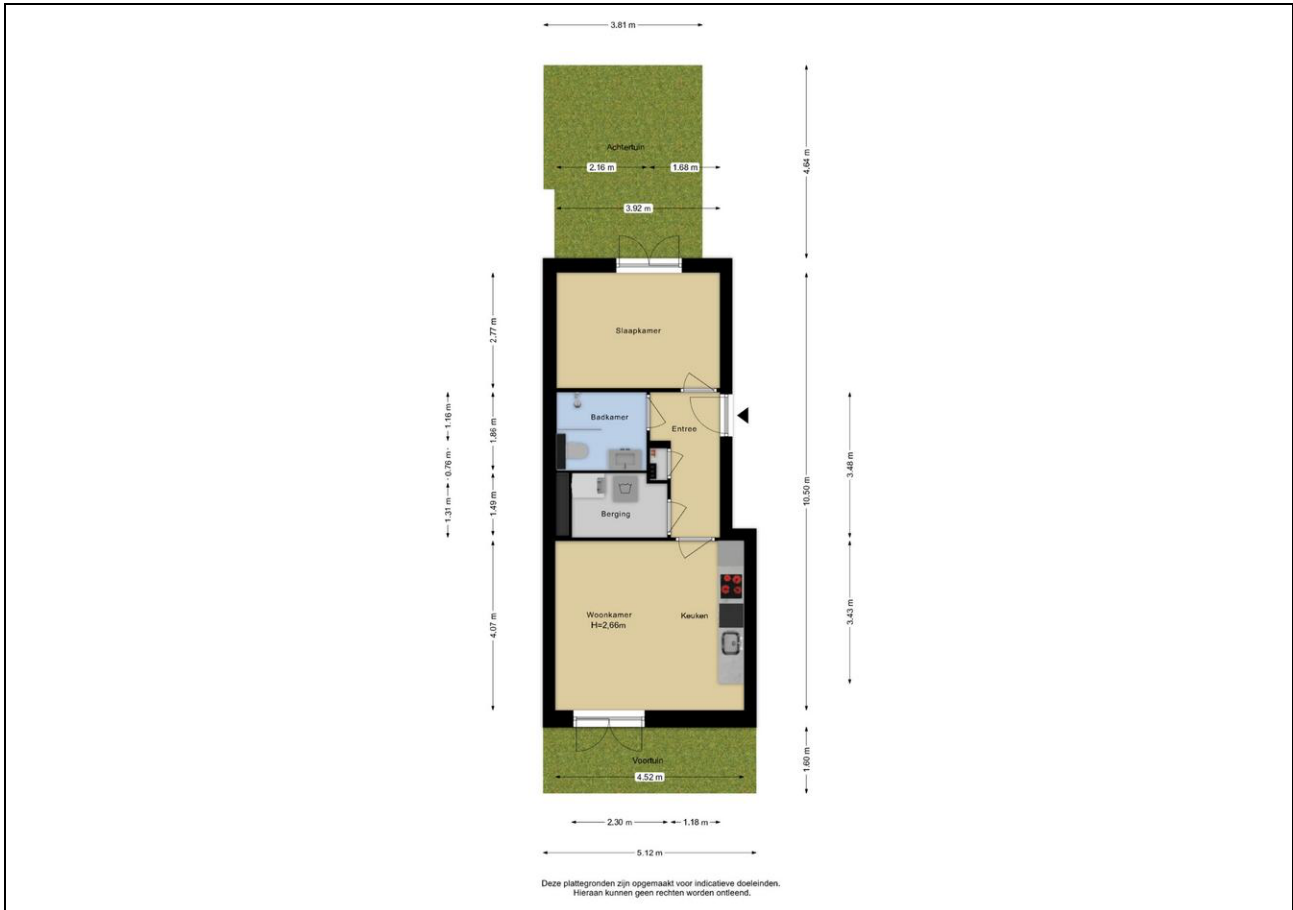 3.81 m
Achtertuin
2.16 m
1.68 m
3.92 m
4.64 m
Slaapkamer
2.77 m
Badkamer
Entree
1.16 m
0.76 m
1.31 m
1.86 m
1.49 m
Berging
3.48 m
10.50 m
Woonkamer
H=2,66m
Keuken
4.07 m
3.43 m
Voortuin
4.52 m
1.60 m
2.30 m
1.18 m
5.12 m
Deze plattegronden zijn opgemaakt voor indicatieve doeleinden.
Hieraan kunnen geen rechten worden ontleend.